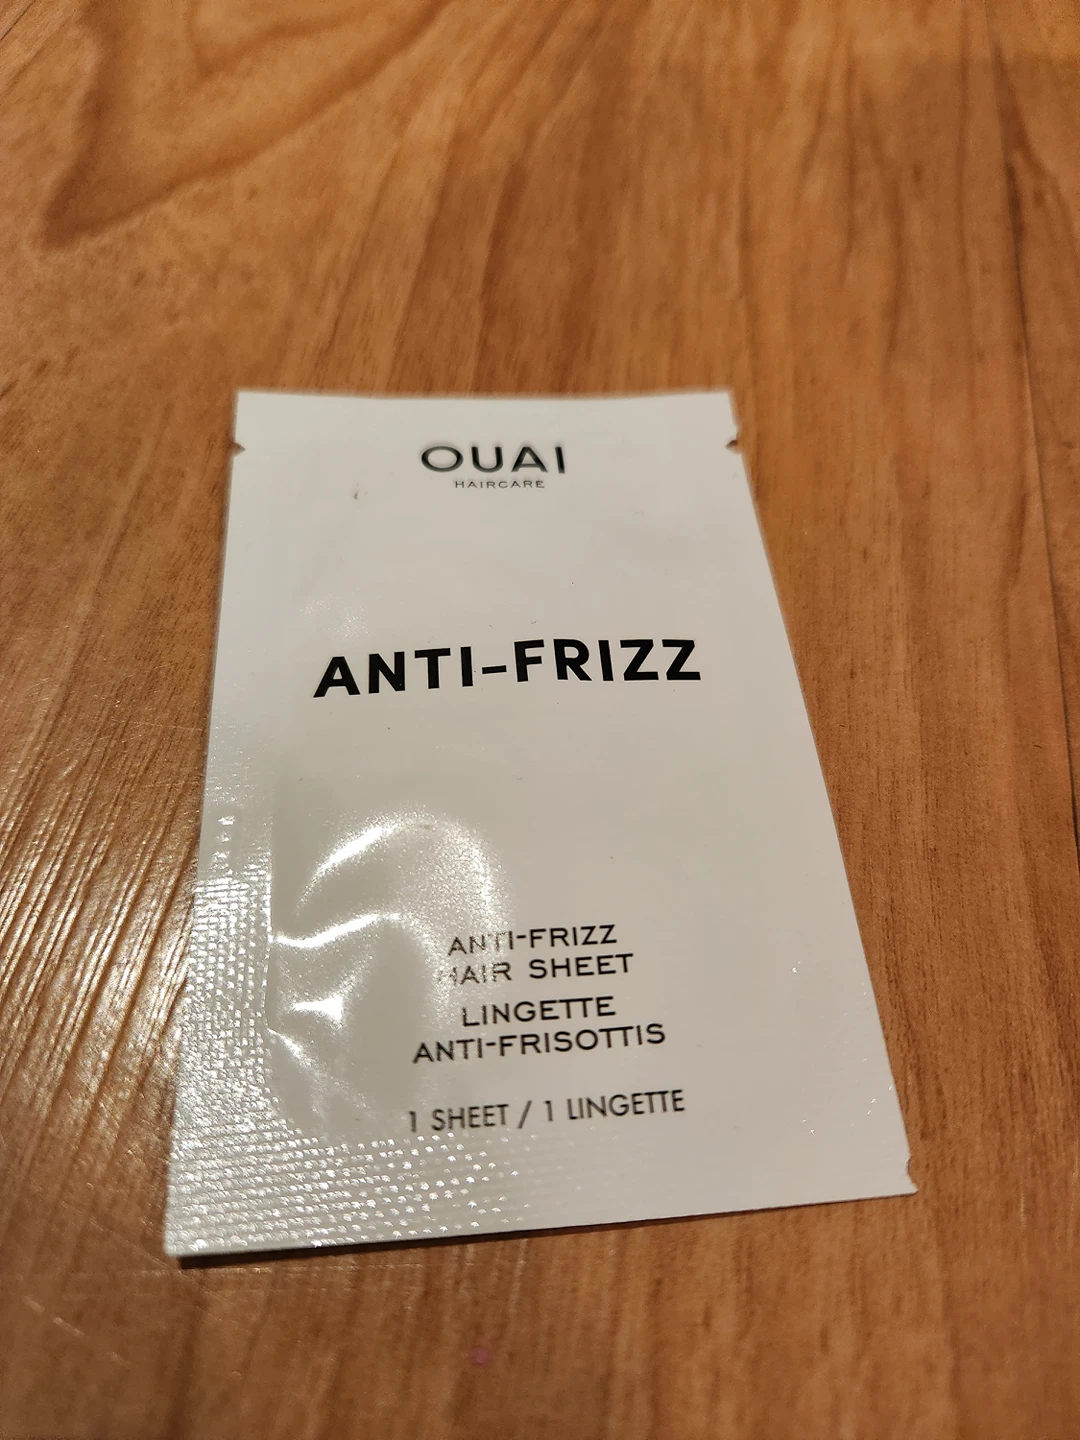 OUAI
HAIRCARE
ANTI-FRIZZ
ANTI-FRIZZ
HAIR SHEET
LINGETTE
ANTI-FRISOTTIS
1 SHEET / 1 LINGETTE